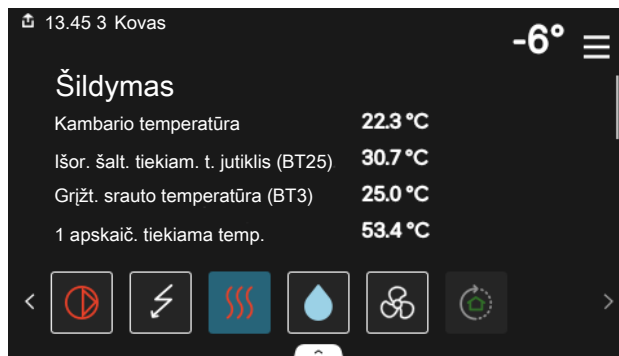 13.45 3 Kovas
-6°
Šildymas
Kambario temperatūra 22.3 °C
Išor. šalt. tiekiam. t. jutiklis (BT25) 30.7 °C
Grįžt. srauto temperatūra (BT3) 25.0 °C
1 apskaič. tiekiama temp. 53.4 °C